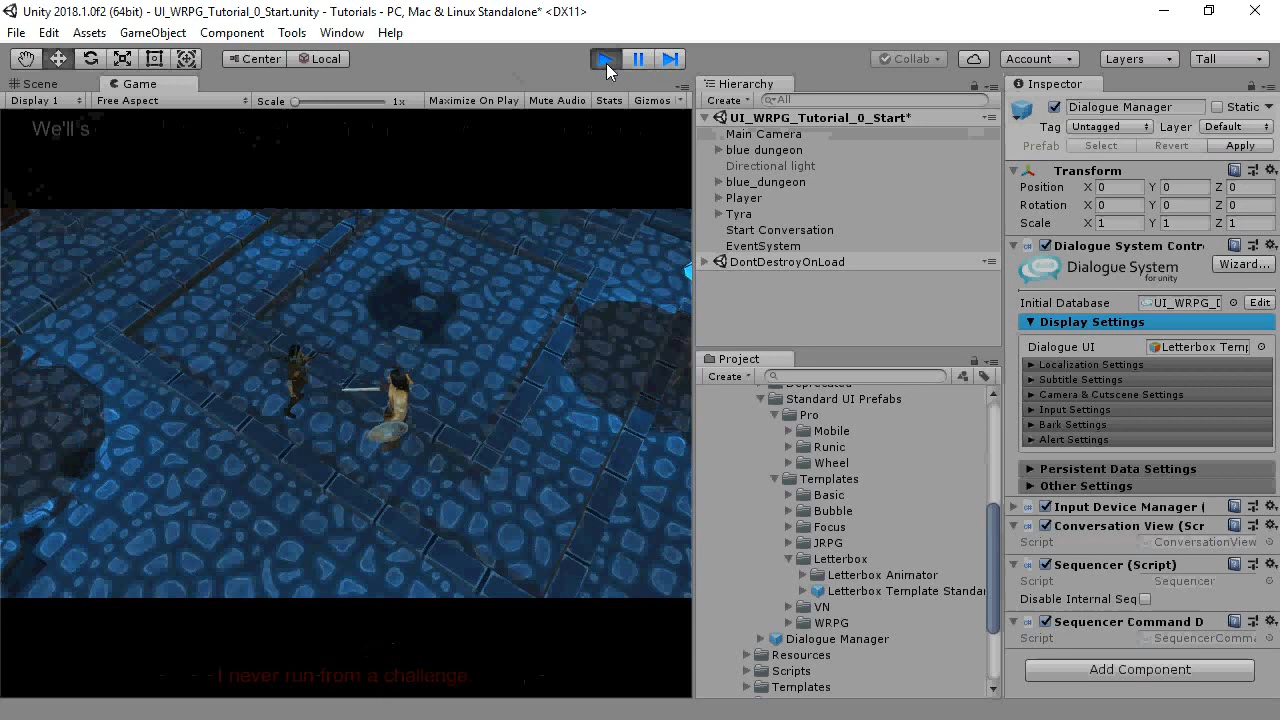 Unity 2018.1.0f2 (64bit) - UI_WRPG_Tutorial_0_Start.unity - Tutorials - PC, Mac & Linux Standalone* <DX11>
File Edit Assets GameObject Component Tools Window Help
Center Local Collab Account Layers Tall
Scene Game
Display 1 Free Aspect Scale 1x Maximize On Play Mute Audio Stats Gizmos
We'll s
I never run from a challenge
Hierarchy
Create All
UI_WRPG_Tutorial_0_Start*
Main Camera
blue dungeon
Directional light
blue_dungeon
Player
Tyra
Start Conversation
EventSystem
DontDestroyOnLoad
Project
Create
Deprecated
Standard UI Prefabs
Pro
Mobile
Runic
Wheel
Templates
Basic
Bubble
Focus
JRPG
Letterbox
Letterbox Animator
Letterbox Template Standar
VN
WRPG
Dialogue Manager
Resources
Scripts
Templates
Inspector
Dialogue Manager Static
Tag Untagged Layer Default
Prefab Select Revert Apply
Transform
Position X 0 Y 0 Z 0
Rotation X 0 Y 0 Z 0
Scale X 1 Y 1 Z 1
Dialogue System Contr
Dialogue System for unity Wizard...
Initial Database UI_WRPG_D Edit
Display Settings
Dialogue UI Letterbox Temp
Localization Settings
Subtitle Settings
Camera & Cutscene Settings
Input Settings
Bark Settings
Alert Settings
Persistent Data Settings
Other Settings
Input Device Manager (
Conversation View (Scr
Script ConversationView
Sequencer (Script)
Script Sequencer
Disable Internal Seq
Sequencer Command D
Script SequencerComma
Add Component